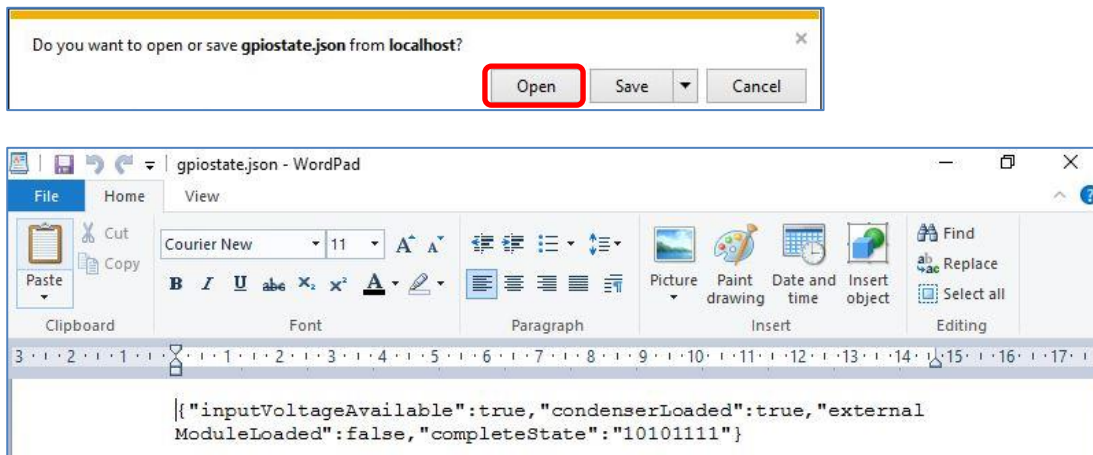 Do you want to open or save gpiostate.json from localhost?
Open Save Cancel
gpiostate.json - WordPad
File Home View
Cut
Courier New 11
Copy
Find
Replace
Select all
Paste
B I U abc X₂ X² A
Picture Paint drawing Date and time Insert object
Clipboard Font Paragraph Insert Editing
3 · 2 · 1 · 1 · 2 · 3 · 4 · 5 · 6 · 7 · 8 · 9 · 10 · 11 · 12 · 13 · 14 · 15 · 16 · 17
{"inputVoltageAvailable":true,"condenserLoaded":true,"external
ModuleLoaded":false,"completeState":"10101111"}